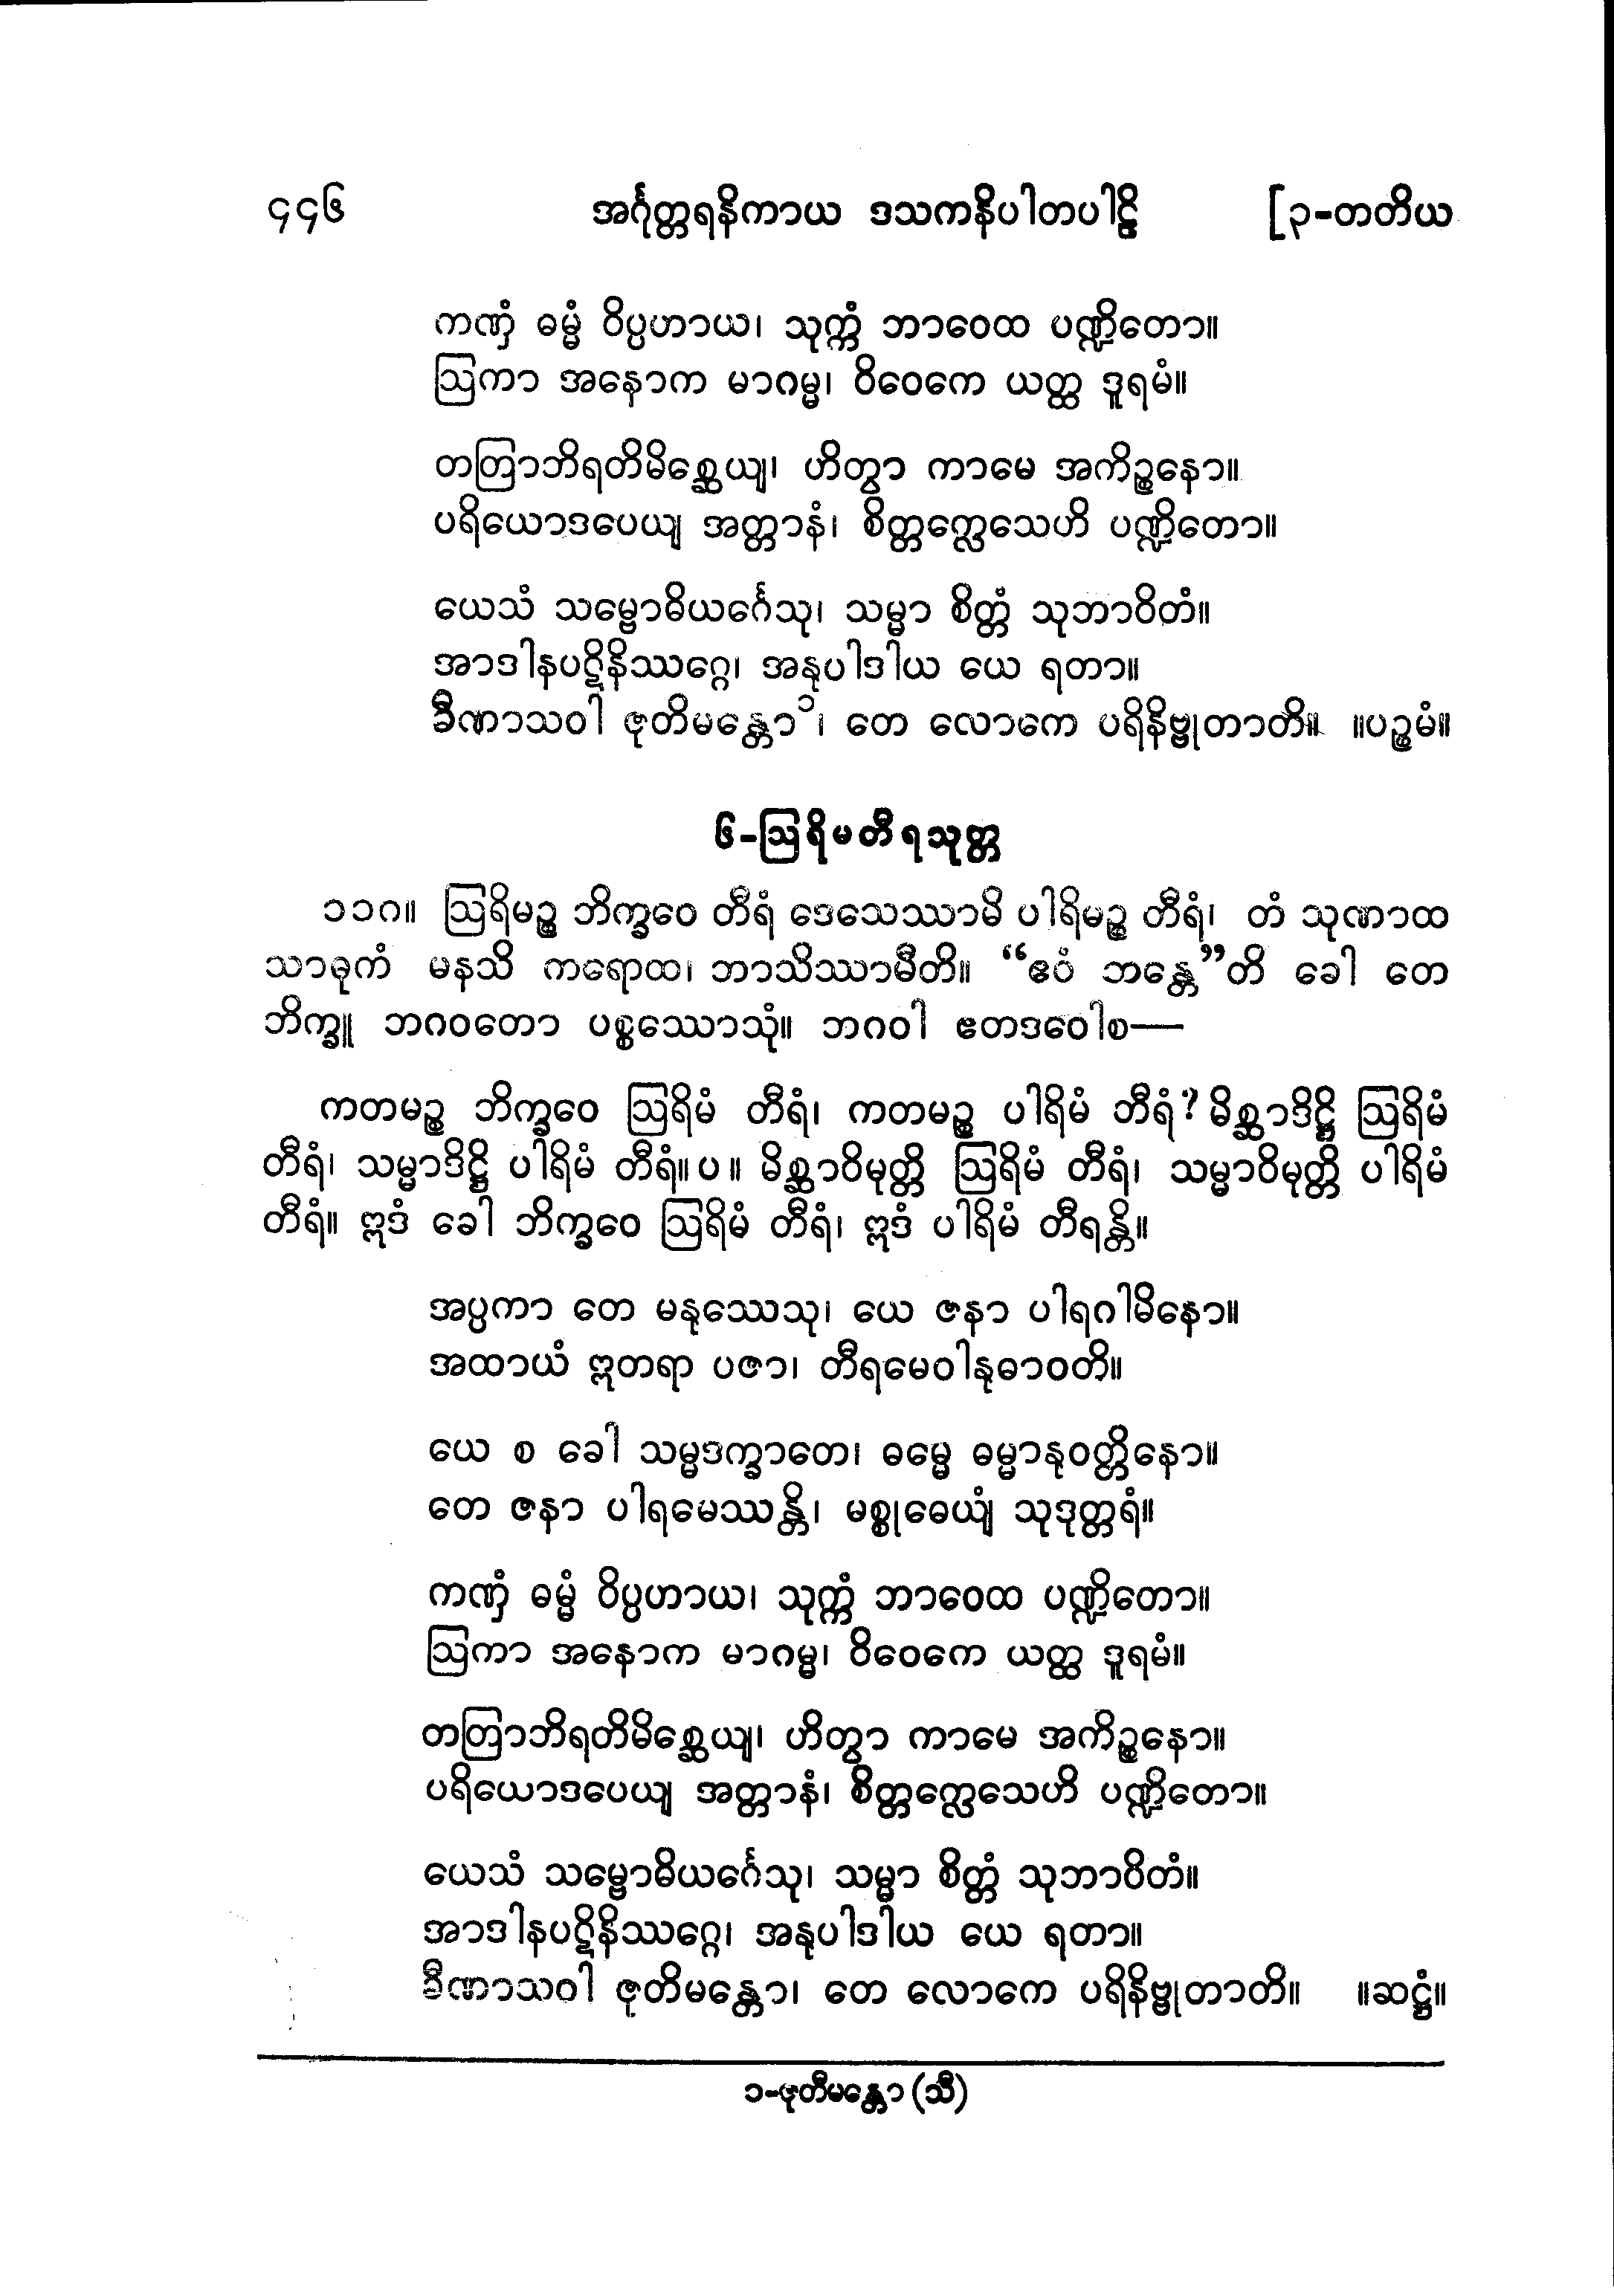 ၄၄၆ အင်္ဂုတ္တရနိကာယ ဒသကနိပါတပါဠိ [၃-တတိယ
ကဏှံ ဓမ္မံ ဝိပ္ပဟာယ၊ သုက္ကံ ဘာဝေထ ပဏ္ဍိတော။
ဩကာ အနောက မာဂမ္မ၊ ဝိဝေကေ ယတ္ထ ဒူရမံ။
တတြာဘိရတိမိစ္ဆေယျ၊ ဟိတွာ ကာမေ အကိဉ္စနော။
ပရိယောဒပေယျ အတ္တာနံ၊ စိတ္တက္လေသေဟိ ပဏ္ဍိတော။
ယေသံ သမ္ဗောဓိယင်္ဂေသု၊ သမ္မာ စိတ္တံ သုဘာဝိတံ။
အာဒါနပဋိနိဿဂ္ဂေ၊ အနုပါဒါယ ယေ ရတာ။
ခီဏာသဝါ ဇုတိမန္တော၁၊ တေ လောကေ ပရိနိဗ္ဗုတာတိ။ ။ပဉ္စမံ။
၆-ဩရိမတီရသုတ္တ
၁၁၈။ ဩရိမဉ္စ ဘိက္ခဝေ တီရံ ဒေသေဿာမိ ပါရိမဉ္စ တီရံ၊ တံ သုဏာထ
သာဓုကံ မနသိ ကရောထ၊ ဘာသိဿာမီတိ။ “ဧဝံ ဘန္တေ”တိ ခေါ တေ
ဘိက္ခူ ဘဂဝတော ပစ္စဿောသုံ။ ဘဂဝါ ဧတဒဝေါစ—
ကတမဉ္စ ဘိက္ခဝေ ဩရိမံ တီရံ၊ ကတမဉ္စ ပါရိမံ တီရံ? မိစ္ဆာဒိဋ္ဌိ ဩရိမံ
တီရံ၊ သမ္မာဒိဋ္ဌိ ပါရိမံ တီရံ။ပ။ မိစ္ဆာဝိမုတ္တိ ဩရိမံ တီရံ၊ သမ္မာဝိမုတ္တိ ပါရိမံ
တီရံ။ ဣဒံ ခေါ ဘိက္ခဝေ ဩရိမံ တီရံ၊ ဣဒံ ပါရိမံ တီရန္တိ။
အပ္ပကာ တေ မနုဿေသု၊ ယေ ဇနာ ပါရဂါမိနော။
အထာယံ ဣတရာ ပဇာ၊ တီရမေဝါနုဓာဝတိ။
ယေ စ ခေါ သမ္မဒက္ခာတေ၊ ဓမ္မေ ဓမ္မာနုဝတ္တိနော။
တေ ဇနာ ပါရမေဿန္တိ၊ မစ္စုဓေယျံ သုဒုတ္တရံ။
ကဏှံ ဓမ္မံ ဝိပ္ပဟာယ၊ သုက္ကံ ဘာဝေထ ပဏ္ဍိတော။
ဩကာ အနောက မာဂမ္မ၊ ဝိဝေကေ ယတ္ထ ဒူရမံ။
တတြာဘိရတိမိစ္ဆေယျ၊ ဟိတွာ ကာမေ အကိဉ္စနော။
ပရိယောဒပေယျ အတ္တာနံ၊ စိတ္တက္လေသေဟိ ပဏ္ဍိတော။
ယေသံ သမ္ဗောဓိယင်္ဂေသု၊ သမ္မာ စိတ္တံ သုဘာဝိတံ။
အာဒါနပဋိနိဿဂ္ဂေ၊ အနုပါဒါယ ယေ ရတာ။
ခီဏာသဝါ ဇုတိမန္တော၊ တေ လောကေ ပရိနိဗ္ဗုတာတိ။ ။ဆဋ္ဌံ။
၁-ဇုတီမန္တော (သီ)